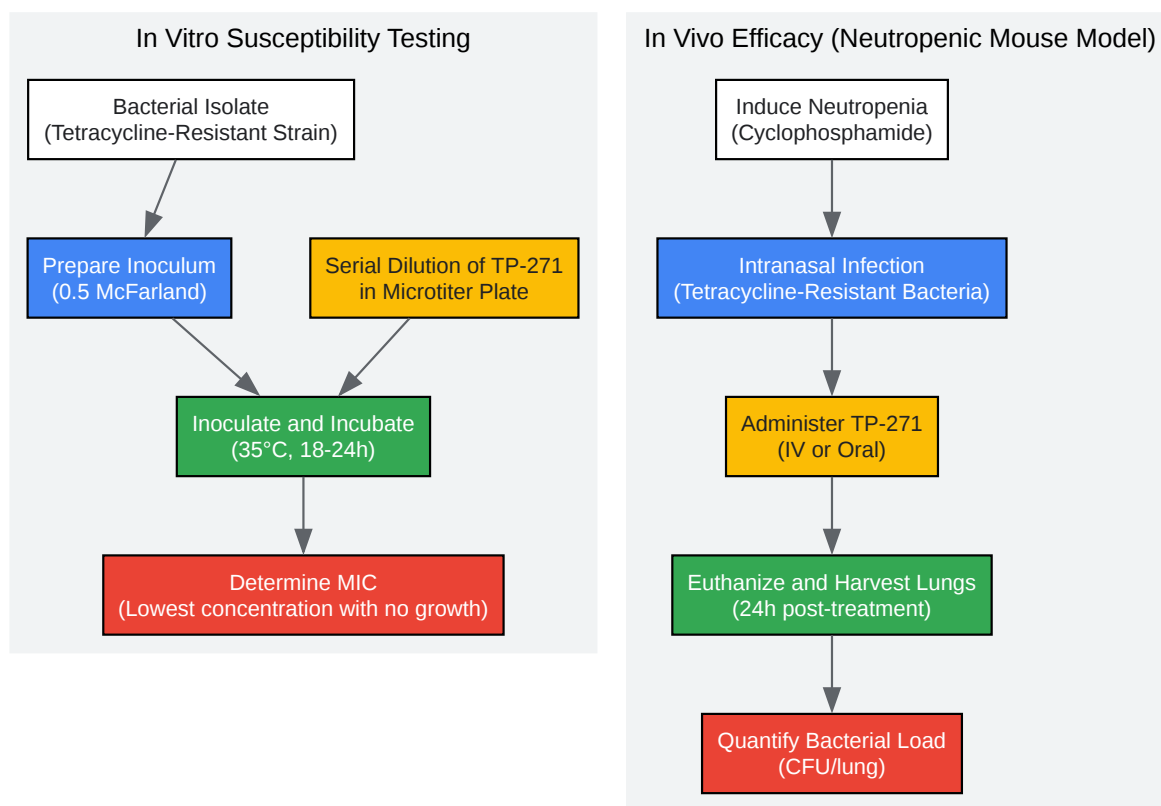 In Vitro Susceptibility Testing
Bacterial Isolate
(Tetracycline-Resistant Strain)
Prepare Inoculum
(0.5 McFarland)
Serial Dilution of TP-271
in Microtiter Plate
Inoculate and Incubate
(35°C, 18-24h)
Determine MIC
(Lowest concentration with no growth)
In Vivo Efficacy (Neutropenic Mouse Model)
Induce Neutropenia
(Cyclophosphamide)
Intranasal Infection
(Tetracycline-Resistant Bacteria)
Administer TP-271
(IV or Oral)
Euthanize and Harvest Lungs
(24h post-treatment)
Quantify Bacterial Load
(CFU/lung)